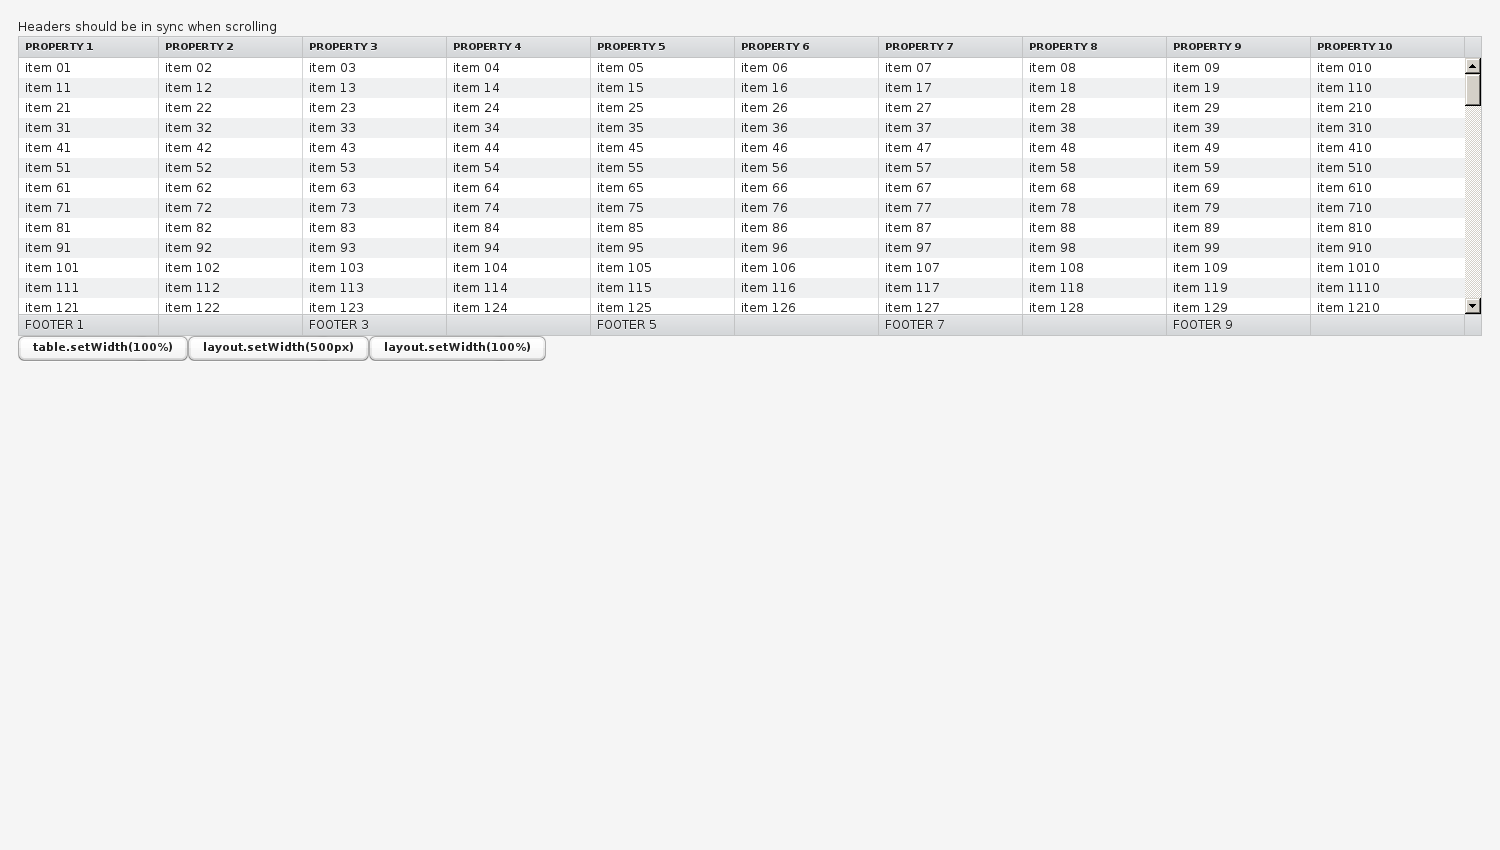 Headers should be in sync when scrolling
PROPERTY 1 PROPERTY 2 PROPERTY 3 PROPERTY 4 PROPERTY 5 PROPERTY 6 PROPERTY 7 PROPERTY 8 PROPERTY 9 PROPERTY 10
item 01 item 02 item 03 item 04 item 05 item 06 item 07 item 08 item 09 item 010
item 11 item 12 item 13 item 14 item 15 item 16 item 17 item 18 item 19 item 110
item 21 item 22 item 23 item 24 item 25 item 26 item 27 item 28 item 29 item 210
item 31 item 32 item 33 item 34 item 35 item 36 item 37 item 38 item 39 item 310
item 41 item 42 item 43 item 44 item 45 item 46 item 47 item 48 item 49 item 410
item 51 item 52 item 53 item 54 item 55 item 56 item 57 item 58 item 59 item 510
item 61 item 62 item 63 item 64 item 65 item 66 item 67 item 68 item 69 item 610
item 71 item 72 item 73 item 74 item 75 item 76 item 77 item 78 item 79 item 710
item 81 item 82 item 83 item 84 item 85 item 86 item 87 item 88 item 89 item 810
item 91 item 92 item 93 item 94 item 95 item 96 item 97 item 98 item 99 item 910
item 101 item 102 item 103 item 104 item 105 item 106 item 107 item 108 item 109 item 1010
item 111 item 112 item 113 item 114 item 115 item 116 item 117 item 118 item 119 item 1110
item 121 item 122 item 123 item 124 item 125 item 126 item 127 item 128 item 129 item 1210
FOOTER 1 FOOTER 3 FOOTER 5 FOOTER 7 FOOTER 9
table.setWidth(100%) layout.setWidth(500px) layout.setWidth(100%)